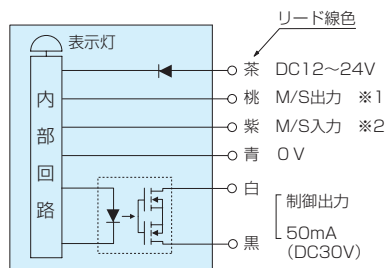 リード線色
表示灯
内部回路
茶 DC12〜24V
桃 M/S出力 ※1
紫 M/S入力 ※2
青 0V
白
制御出力
50mA
(DC30V)
黒